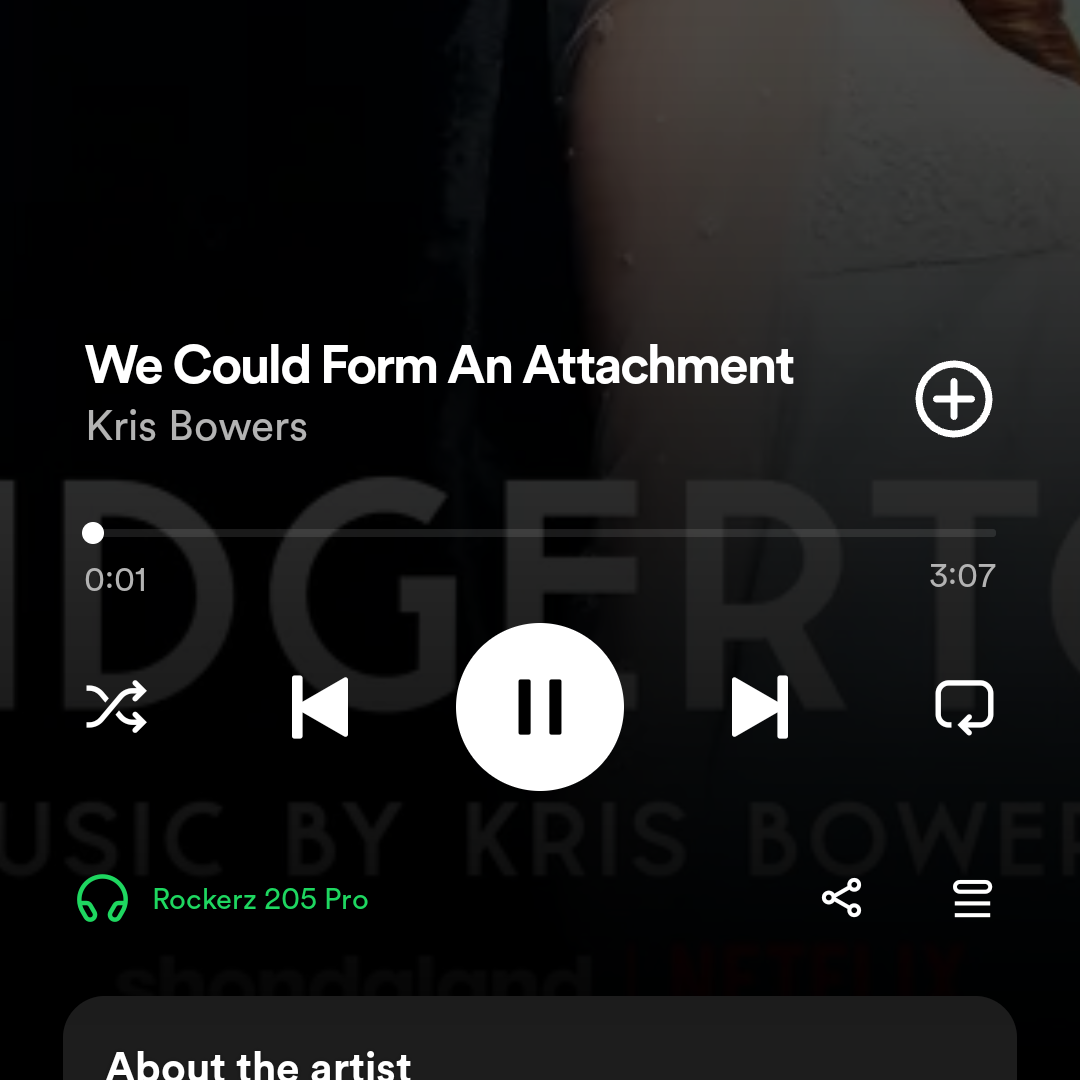 We Could Form An Attachment
Kris Bowers
IDGERTO
0:01
3:07
USIC BY KRIS BOWER
Rockerz 205 Pro
shondaland | NETFLIX
About the artist